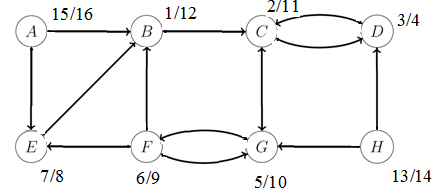 15/16 1/12 2/11 3/4
A B C D
E F G H
7/8 6/9 5/10 13/14